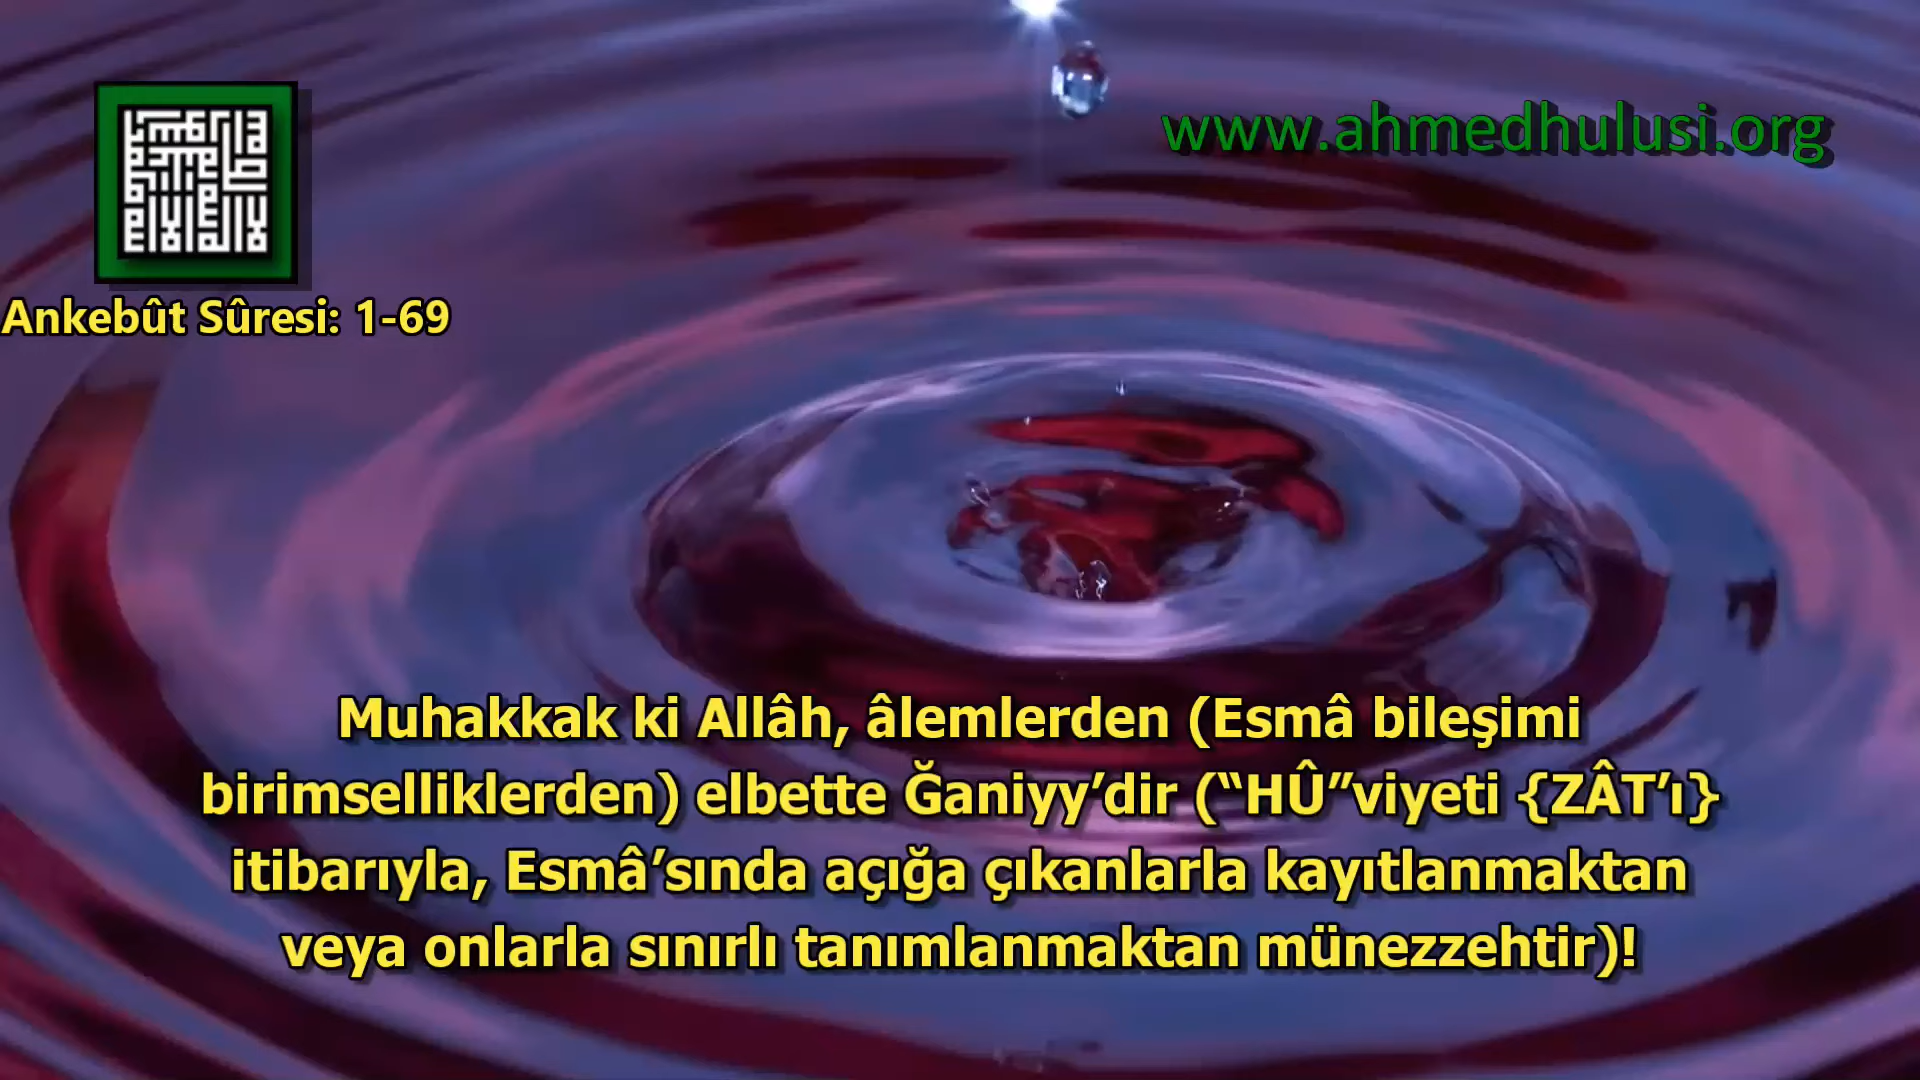 www.ahmedhulusi.org
Ankebût Sûresi: 1-69
Muhakkak ki Allâh, âlemlerden (Esmâ bileşimi
birimselliklerden) elbette Ğaniyy’dir (“HÛ”viyeti {ZÂT’ı}
itibarıyla, Esmâ’sında açığa çıkanlarla kayıtlanmaktan
veya onlarla sınırlı tanımlanmaktan münezzehtir)!